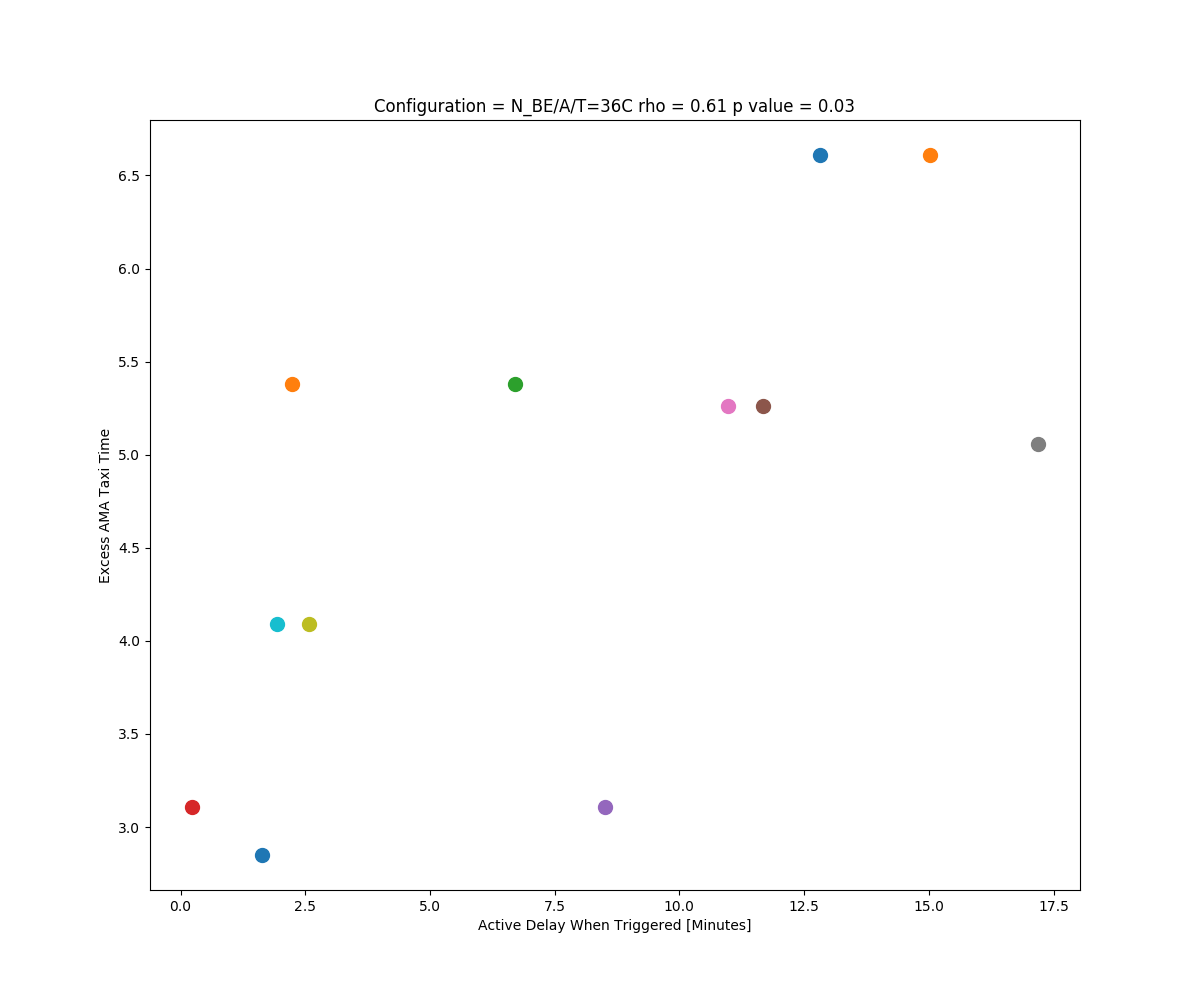 Configuration = N_BE/A/T=36C rho = 0.61 p value = 0.03
6.5
6.0
5.5
5.0
4.5
4.0
3.5
3.0
Excess AMA Taxi Time
0.0 2.5 5.0 7.5 10.0 12.5 15.0 17.5
Active Delay When Triggered [Minutes]